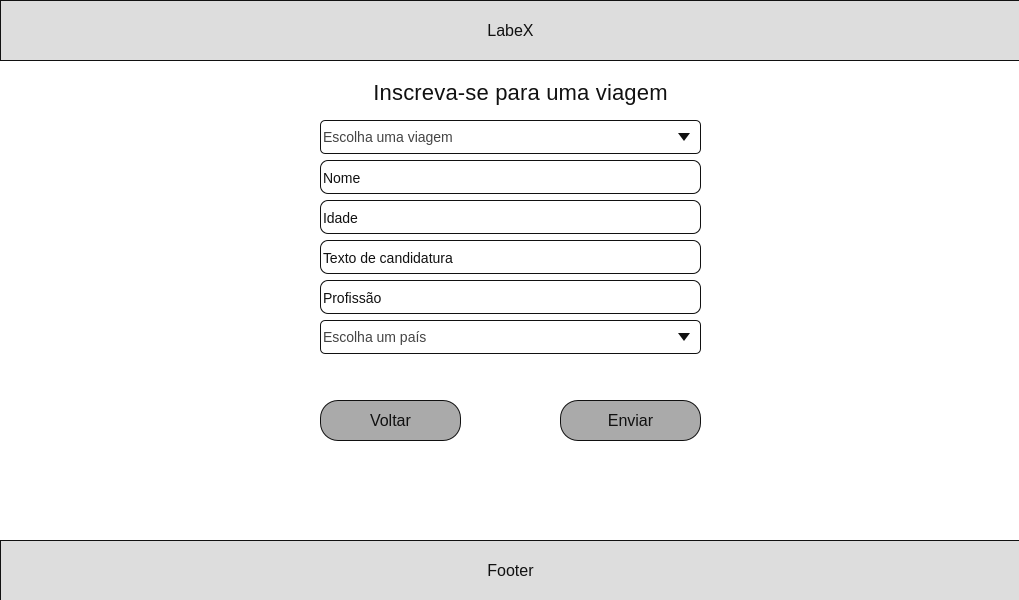 LabeX
Inscreva-se para uma viagem
Escolha uma viagem
Nome
Idade
Texto de candidatura
Profissão
Escolha um país
Voltar
Enviar
Footer